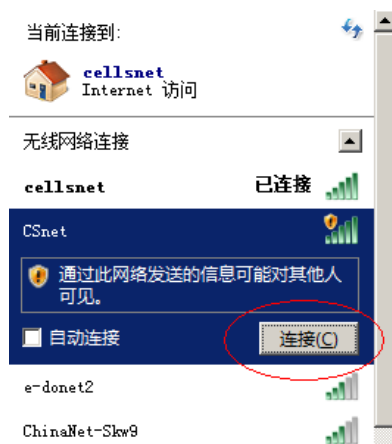 当前连接到:
cellsnet
Internet 访问
无线网络连接
cellsnet 已连接
CSnet
通过此网络发送的信息可能对其他人
可见。
自动连接 连接(C)
e-donet2
ChinaNet-Skw9